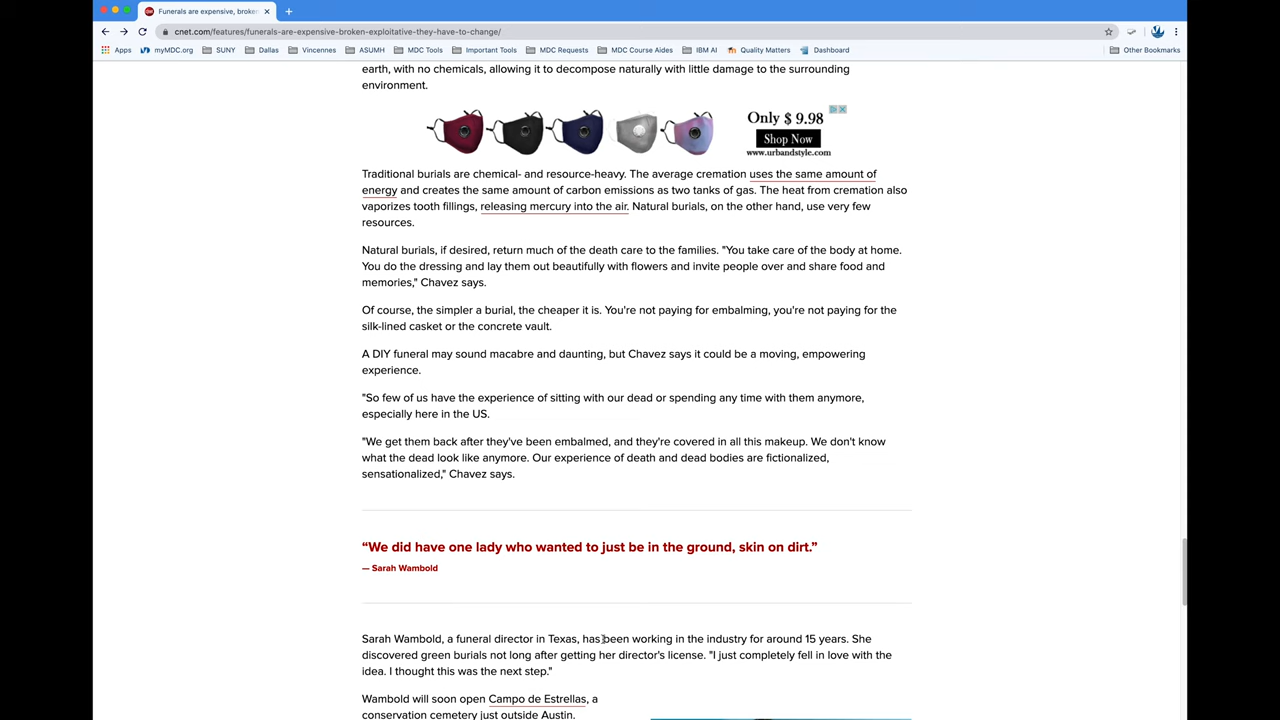 Funerals are expensive, broken
cnet.com/features/funerals-are-expensive-broken-exploitative-they-have-to-change/
Apps myMDC.org SUNY Dallas Vincennes ASUMH MDC Tools Important Tools MDC Requests MDC Course Aides IBM AI Quality Matters Dashboard Other Bookmarks
earth, with no chemicals, allowing it to decompose naturally with little damage to the surrounding
environment.
Only $ 9.98
Shop Now
www.urbandstyle.com
Traditional burials are chemical- and resource-heavy. The average cremation uses the same amount of
energy and creates the same amount of carbon emissions as two tanks of gas. The heat from cremation also
vaporizes tooth fillings, releasing mercury into the air. Natural burials, on the other hand, use very few
resources.
Natural burials, if desired, return much of the death care to the families. "You take care of the body at home.
You do the dressing and lay them out beautifully with flowers and invite people over and share food and
memories," Chavez says.
Of course, the simpler a burial, the cheaper it is. You're not paying for embalming, you're not paying for the
silk-lined casket or the concrete vault.
A DIY funeral may sound macabre and daunting, but Chavez says it could be a moving, empowering
experience.
"So few of us have the experience of sitting with our dead or spending any time with them anymore,
especially here in the US.
"We get them back after they've been embalmed, and they're covered in all this makeup. We don't know
what the dead look like anymore. Our experience of death and dead bodies are fictionalized,
sensationalized," Chavez says.
“We did have one lady who wanted to just be in the ground, skin on dirt.”
— Sarah Wambold
Sarah Wambold, a funeral director in Texas, has been working in the industry for around 15 years. She
discovered green burials not long after getting her director's license. "I just completely fell in love with the
idea. I thought this was the next step."
Wambold will soon open Campo de Estrellas, a
conservation cemetery just outside Austin.